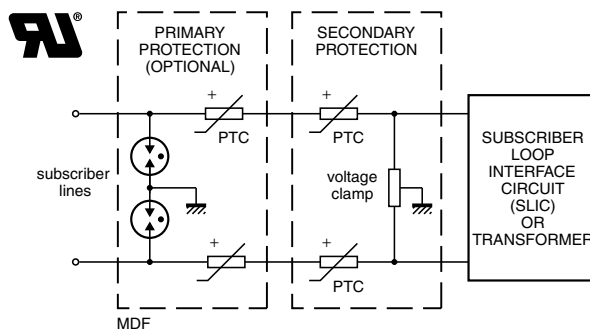 PRIMARY
PROTECTION
(OPTIONAL)
SECONDARY
PROTECTION
+
PTC
+
PTC
subscriber
lines
voltage
clamp
SUBSCRIBER
LOOP
INTERFACE
CIRCUIT
(SLIC)
OR
TRANSFORMER
+
+
PTC
MDF